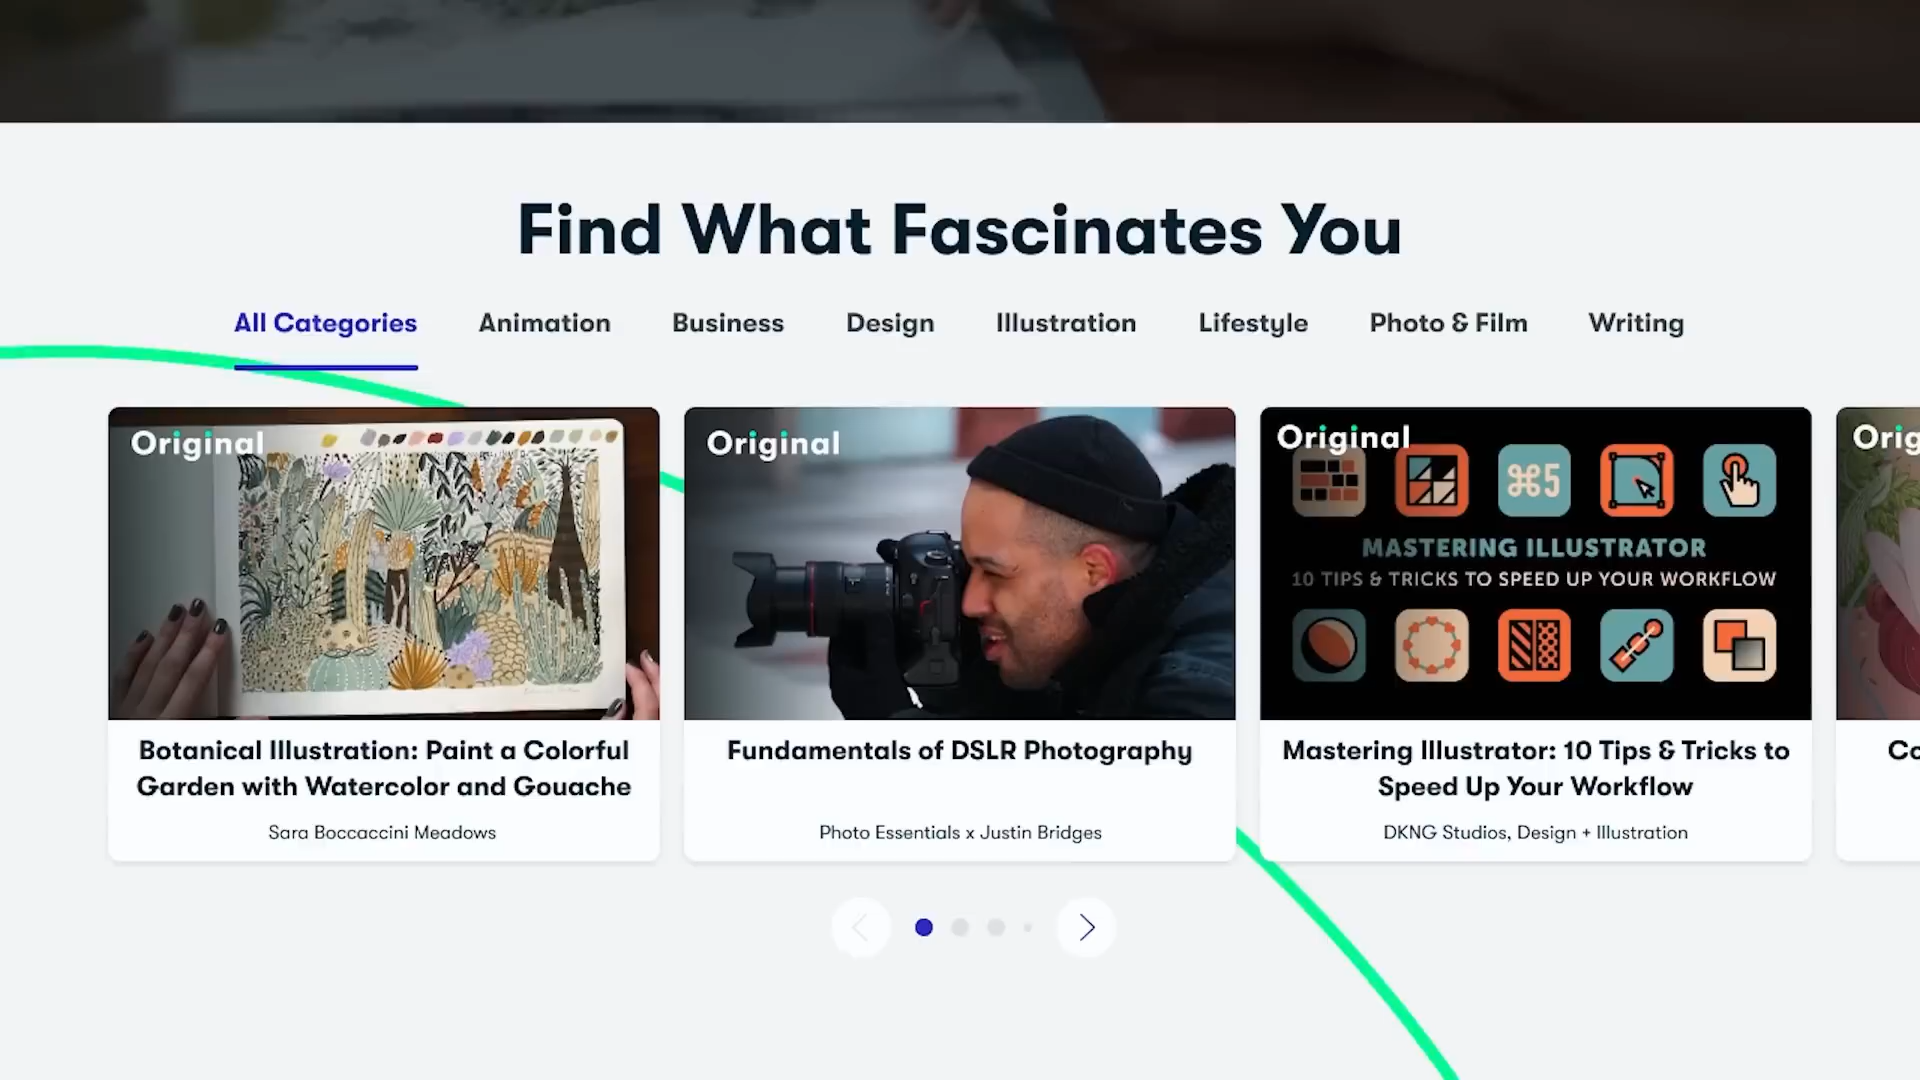 Find What Fascinates You
All Categories Animation Business Design Illustration Lifestyle Photo & Film Writing
Original
Botanical Illustration: Paint a Colorful
Garden with Watercolor and Gouache
Sara Boccaccini Meadows
Original
Fundamentals of DSLR Photography
Photo Essentials x Justin Bridges
Original
⌘5
MASTERING ILLUSTRATOR
10 TIPS & TRICKS TO SPEED UP YOUR WORKFLOW
Mastering Illustrator: 10 Tips & Tricks to
Speed Up Your Workflow
DKNG Studios, Design + Illustration
Orig
Co